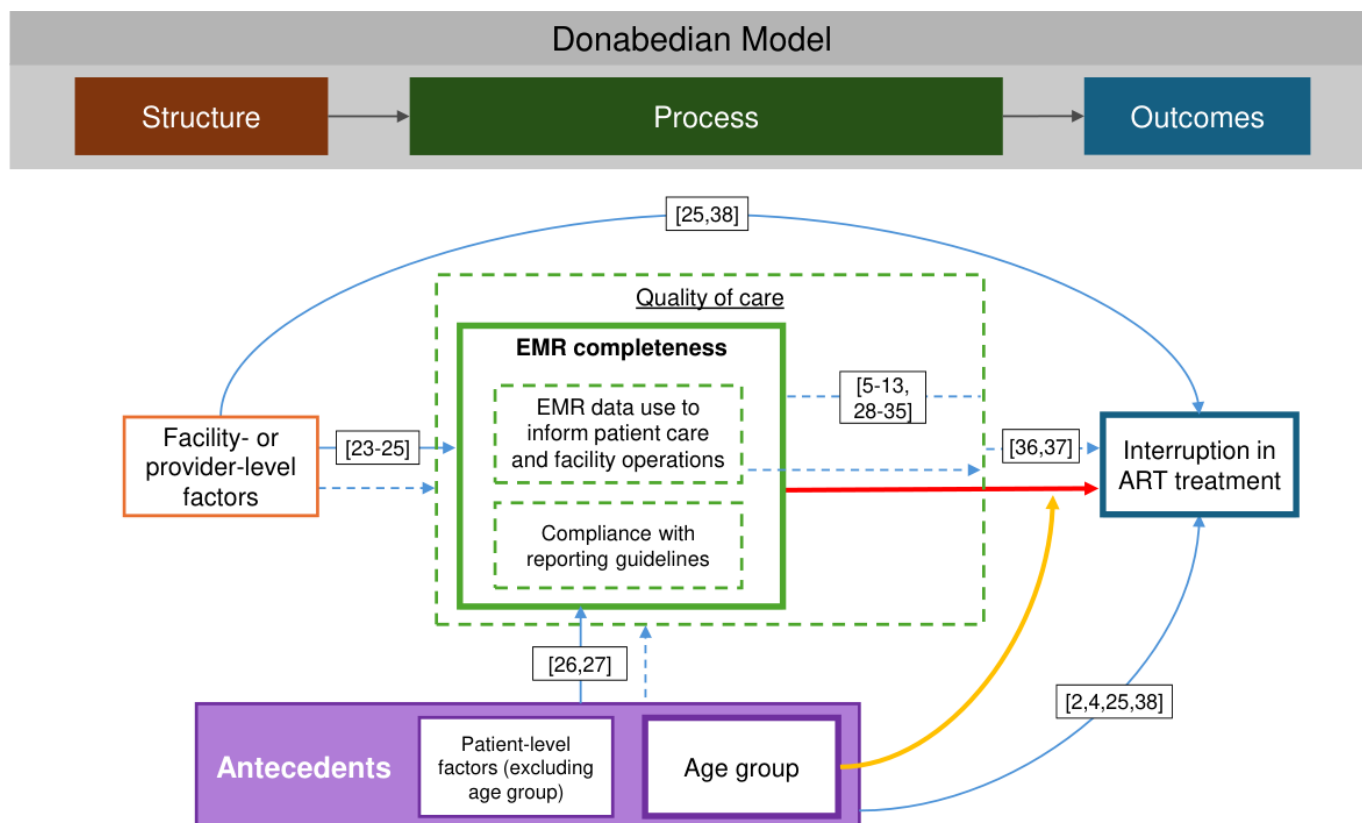 Donabedian Model
Structure
Process
Outcomes
[25,38]
Quality of care
EMR completeness
[5-13,
28-35]
EMR data use to
inform patient care
and facility operations
Facility- or
provider-level
factors
[23-25]
[36,37]
Interruption in
ART treatment
Compliance with
reporting guidelines
[26,27]
[2,4,25,38]
Antecedents
Patient-level
factors (excluding
age group)
Age group